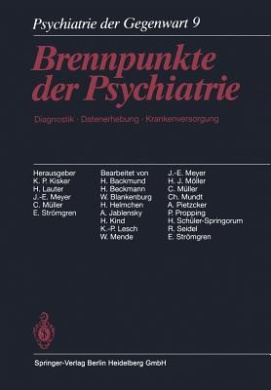 Psychiatrie der Gegenwart 9
Brennpunkte
der Psychiatrie
Diagnostik · Datenerhebung · Krankenversorgung
Herausgeber
K. P. Kisker
H. Lauter
J.-E. Meyer
C. Müller
E. Strömgren
Bearbeitet von
H. Backmund
H. Beckmann
W. Blankenburg
H. Helmchen
A. Jablensky
H. Kind
K.-P. Lesch
W. Mende
J.-E. Meyer
H. J. Möller
C. Müller
Ch. Mundt
A. Pietzcker
P. Propping
H. Schüler-Springorum
R. Seidel
E. Strömgren
Springer-Verlag Berlin Heidelberg GmbH